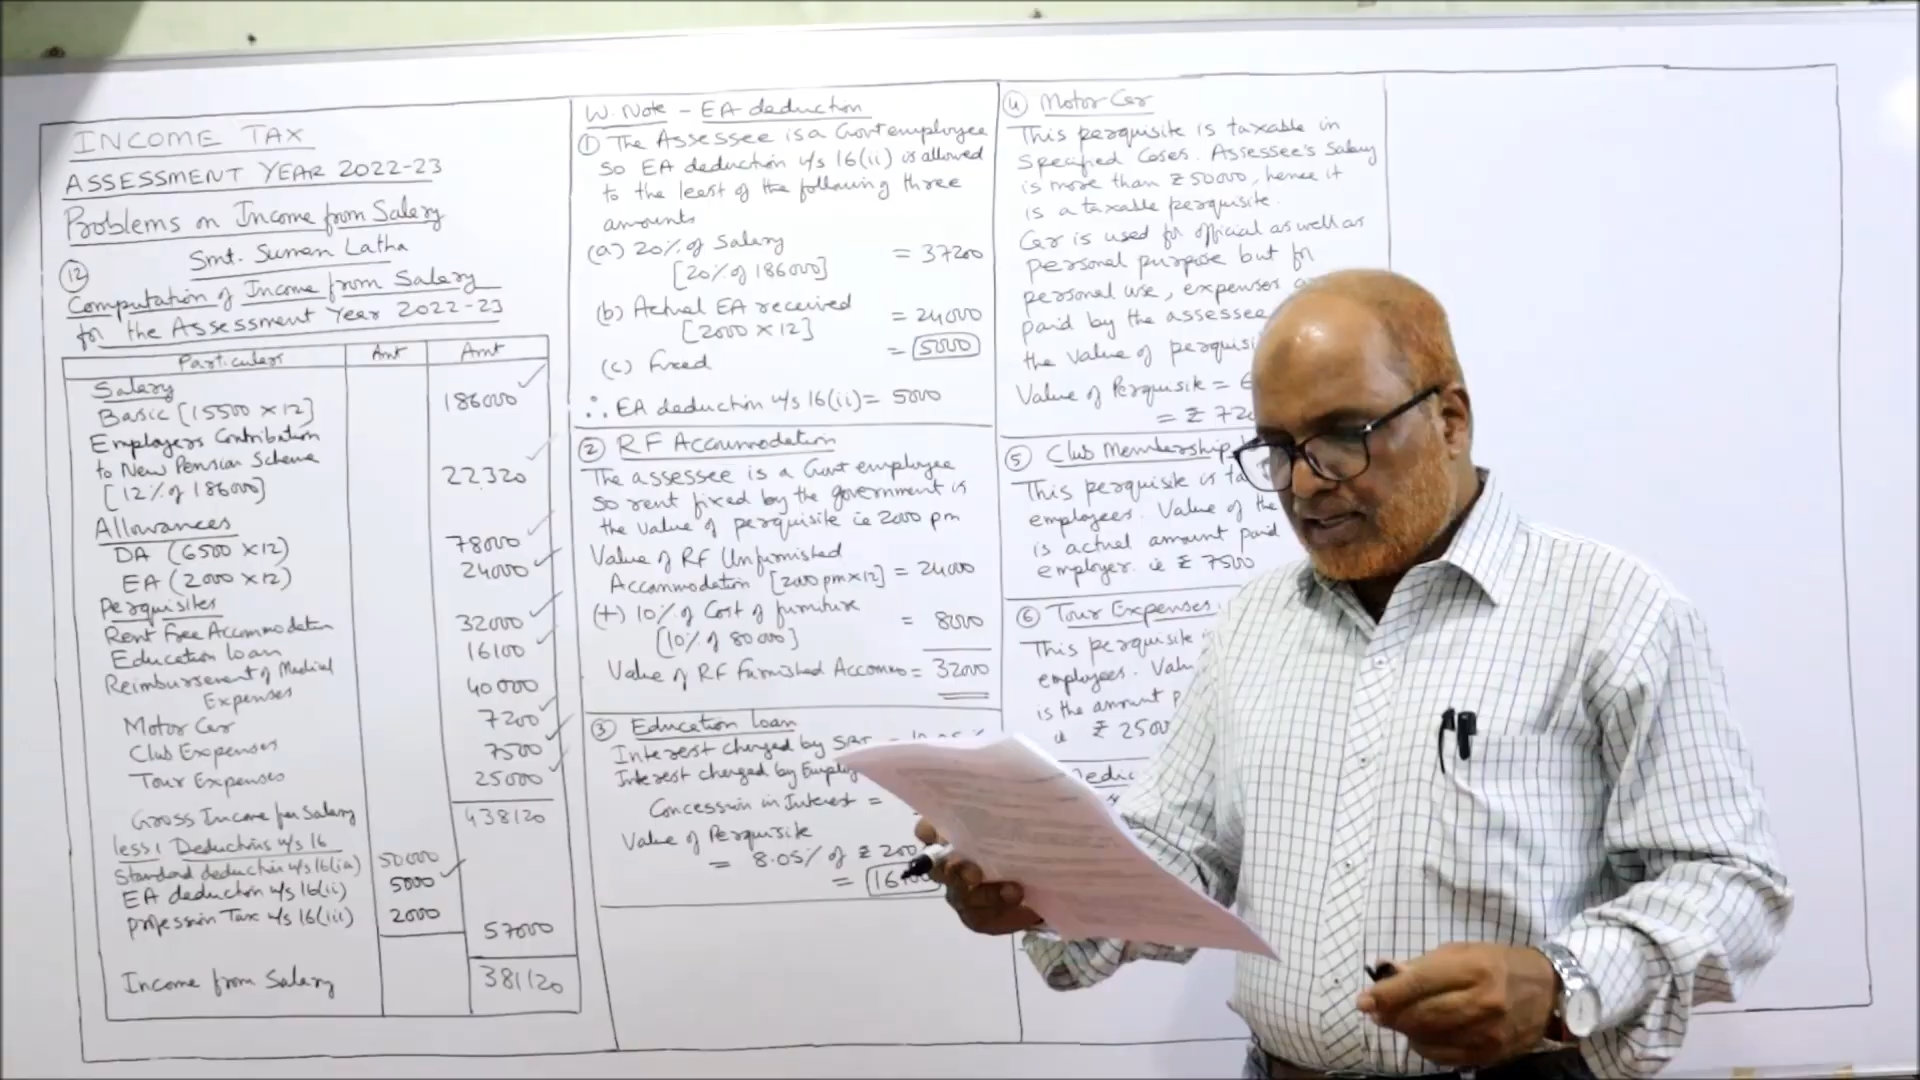 INCOME TAX
ASSESSMENT YEAR 2022-23
Problems on Income from Salary
(12) Smt. Suman Latha
Computation of Income from Salary
for the Assessment Year 2022-23
Particulars Amt Amt
Salary
Basic [15500 × 12] 186000
Employers Contribution
to New Pension Scheme
[12% of 186000] 22320
Allowances
DA (6500 × 12) 78000
EA (2000 × 12) 24000
Perquisites
Rent Free Accommodation 32000
Education loan 16100
Reimbursement of Medical
Expenses 40000
Motor Car 7200
Club Expenses 7500
Tour Expenses 25000
Gross Income from Salary 438120
less: Deductions u/s 16
Standard deduction u/s 16(ia) 50000
EA deduction u/s 16(ii) 5000
profession Tax u/s 16(iii) 2000 57000
Income from Salary 381120
W. Note - EA deduction
(1) The Assessee is a Govt employee
so EA deduction u/s 16(ii) is allowed
to the least of the following three
amounts
(a) 20% of Salary = 37200
[20% of 186000]
(b) Actual EA received = 24000
[2000 × 12]
(c) Fixed = 5000
∴ EA deduction u/s 16(ii) = 5000
(2) RF Accommodation
The assessee is a Govt employee
so rent fixed by the government is
the value of perquisite ie 2000 pm
Value of RF Unfurnished
Accommodation [2000 pm × 12] = 24000
(+) 10% of Cost of furniture = 8000
[10% of 80000]
Value of RF Furnished Accommo = 32000
(3) Education loan
Interest charged by SBI
Interest charged by
Concession in Interest =
Value of Perquisite
= 8.05% of ₹ 200
= 16100
(4) Motor Car
This perquisite is taxable in
Specified Cases. Assessee's Salary
is more than ₹ 50000, hence it
is a taxable perquisite.
Car is used for official as well as
personal purpose but for
personal use, expenses
paid by the assessee
the value of
Value of Perquisite =
= ₹ 720
(5) Club Membership
This perquisite is
employees. Value of the
is actual amount paid
employer. ie ₹ 7500
(6) Tour Expenses
This perquisite
employees.
is the amount
₹ 25000